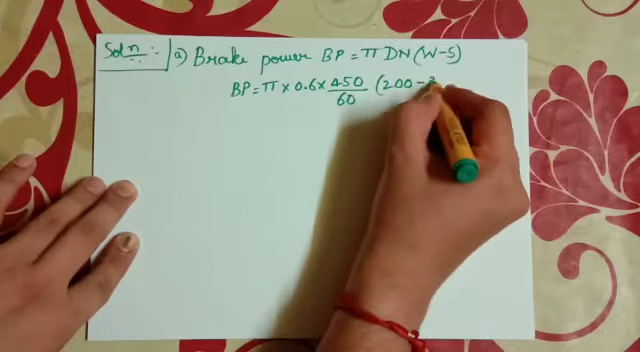 Soln :- a) Brake power BP = π DN (W-S)
BP = π × 0.6 × 450/60 (200 -